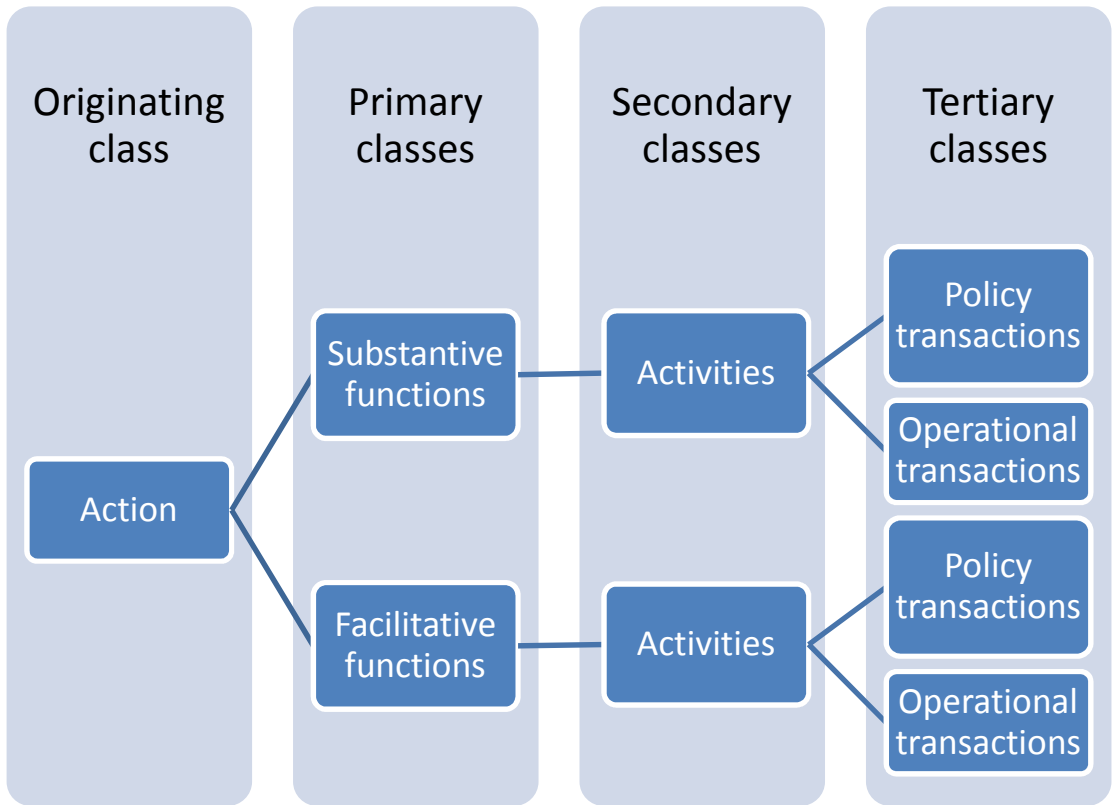 Originating
class
Primary
classes
Secondary
classes
Tertiary
classes
Action
Substantive
functions
Facilitative
functions
Activities
Activities
Policy
transactions
Operational
transactions
Policy
transactions
Operational
transactions